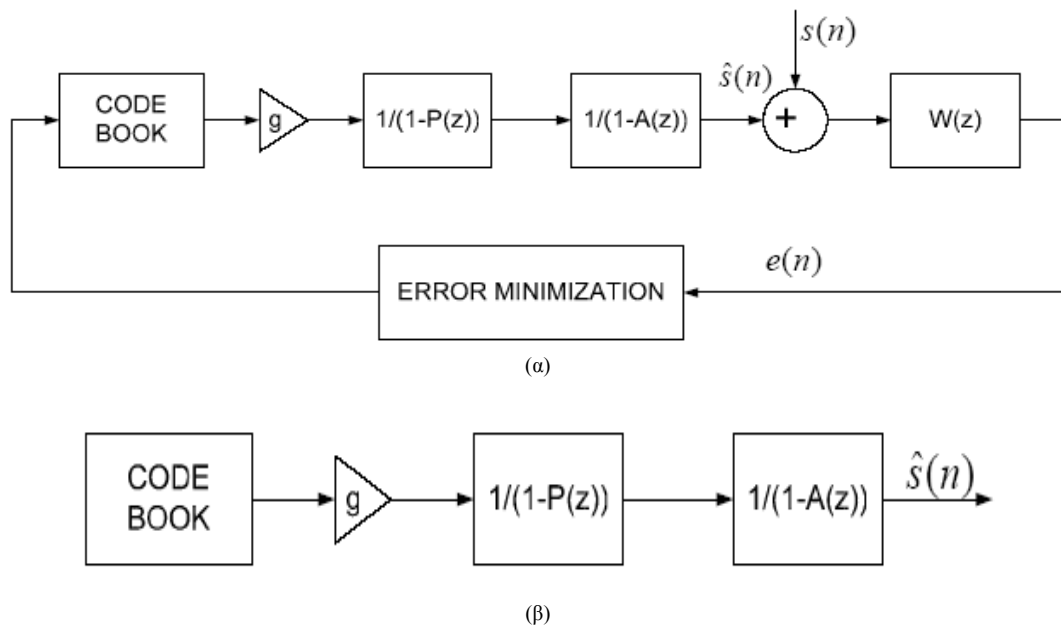 s(n)
CODE
BOOK
g
1/(1-P(z))
1/(1-A(z))
ŝ(n)
+
W(z)
ERROR MINIMIZATION
e(n)
(α)
CODE
BOOK
g
1/(1-P(z))
1/(1-A(z))
ŝ(n)
(β)